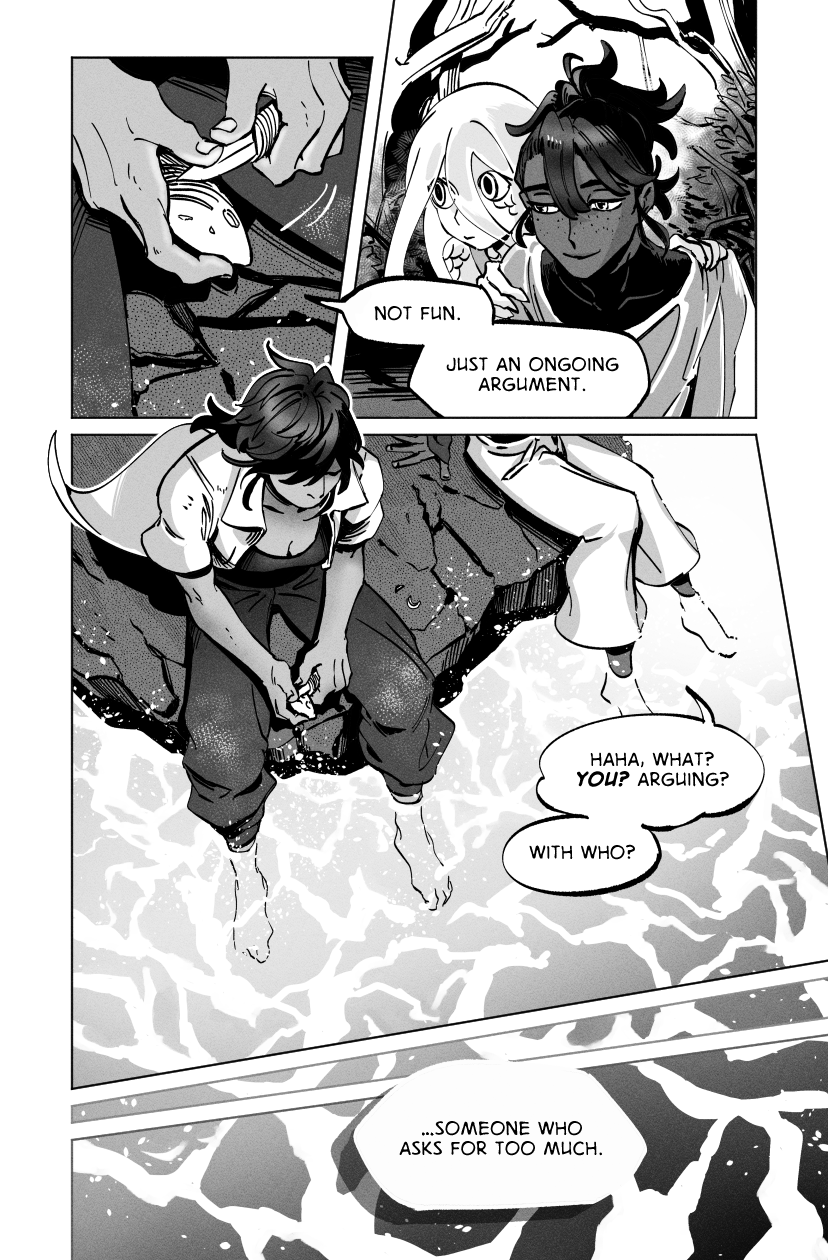 NOT FUN.
JUST AN ONGOING
ARGUMENT.
HAHA, WHAT?
YOU? ARGUING?
WITH WHO?
...SOMEONE WHO
ASKS FOR TOO MUCH.